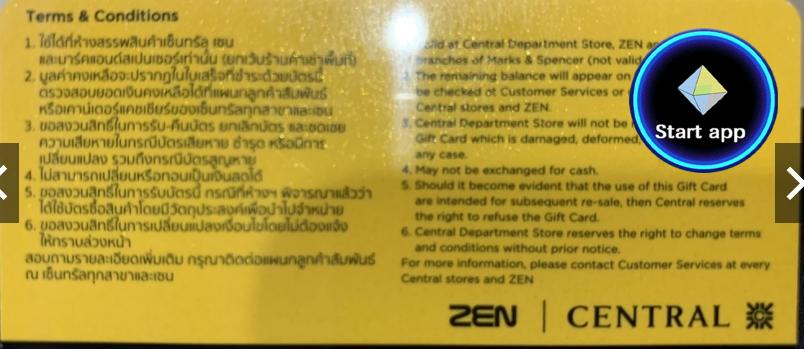 Terms & Conditions
1. ใช้ได้ที่ห้างสรรพสินค้าเซ็นทรัล เซน
และมาร์คแอนด์สเปนเซอร์เท่านั้น (ยกเว้นร้านค้าเช่าพื้นที่)
2. มูลค่าคงเหลือจะปรากฏในใบเสร็จที่ชำระด้วยบัตรนี้
ตรวจสอบยอดเงินคงเหลือได้ที่แผนกลูกค้าสัมพันธ์
หรือเคาน์เตอร์แคชเชียร์ของเซ็นทรัลทุกสาขาและเซน
3. ขอสงวนสิทธิ์ในการรับ-คืนบัตร ยกเลิกบัตร และชดเชย
ความเสียหายในกรณีบัตรเสียหาย ชำรุด หรือมีการ
เปลี่ยนแปลง รวมถึงกรณีบัตรสูญหาย
4. ไม่สามารถเปลี่ยนหรือทอนเป็นเงินสดได้
5. ขอสงวนสิทธิ์ในการรับบัตรนี้ กรณีที่ห้างฯ พิจารณาแล้วว่า
ได้ใช้บัตรซื้อสินค้าโดยมีวัตถุประสงค์เพื่อนำไปจำหน่าย
6. ขอสงวนสิทธิ์ในการเปลี่ยนแปลงเงื่อนไขโดยไม่ต้องแจ้ง
ให้ทราบล่วงหน้า
สอบถามรายละเอียดเพิ่มเติม กรุณาติดต่อแผนกลูกค้าสัมพันธ์
ณ เซ็นทรัลทุกสาขาและเซน
at Central Department Store, ZEN
branches of Marks & Spencer (not valid
The remaining balance will appear on
be checked at Customer Services or
Central stores and ZEN.
3. Central Department Store will not be
Gift Card which is damaged, deformed,
any case.
4. May not be exchanged for cash.
5. Should it become evident that the use of this Gift Card
are intended for subsequent re-sale, then Central reserves
the right to refuse the Gift Card.
6. Central Department Store reserves the right to change terms
and conditions without prior notice.
For more information, please contact Customer Services at every
Central stores and ZEN
Start app
ZEN | CENTRAL